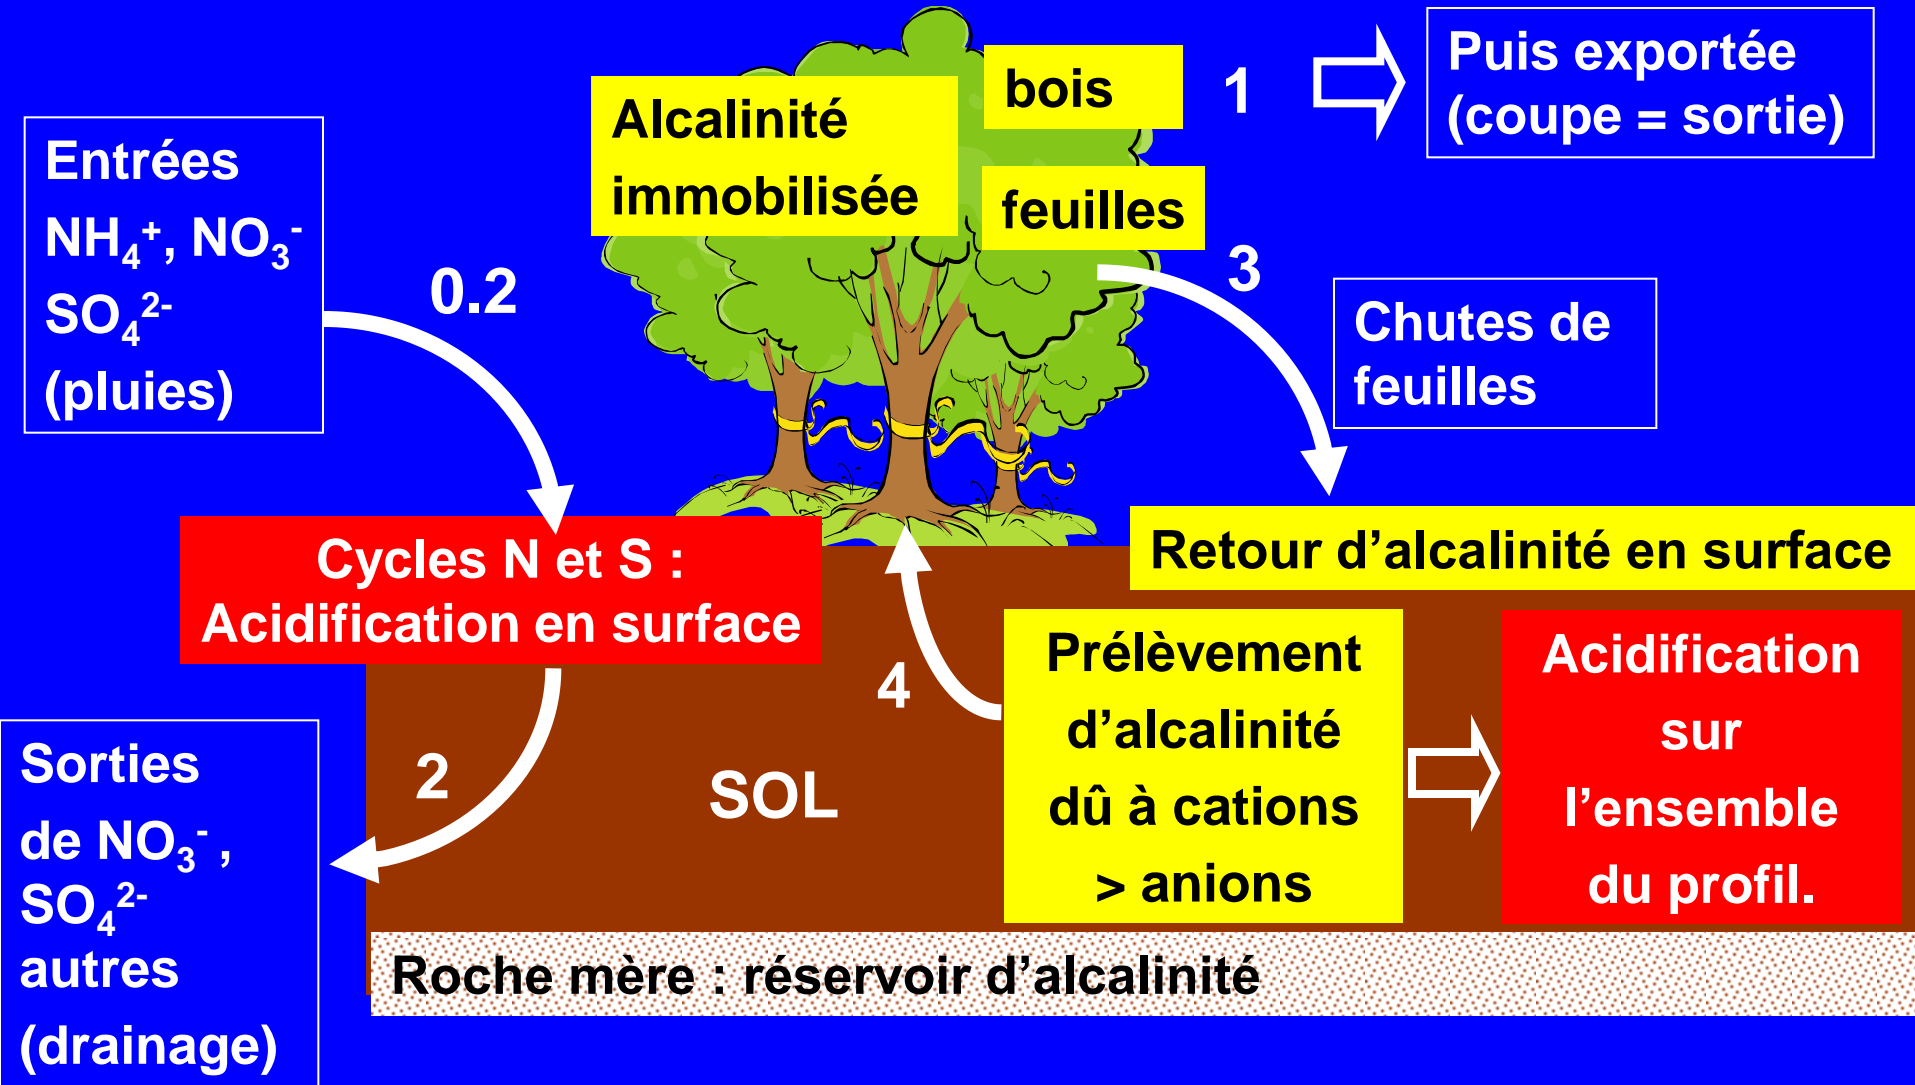 Entrées
NH₄⁺, NO₃⁻
SO₄²⁻
(pluies)
0.2
Alcalinité
immobilisée
bois
feuilles
1
Puis exportée
(coupe = sortie)
3
Chutes de
feuilles
Cycles N et S :
Acidification en surface
Retour d’alcalinité en surface
4
Prélèvement
d’alcalinité
dû à cations
> anions
Acidification
sur
l’ensemble
du profil.
2
SOL
Sorties
de NO₃⁻ ,
SO₄²⁻
autres
(drainage)
Roche mère : réservoir d’alcalinité